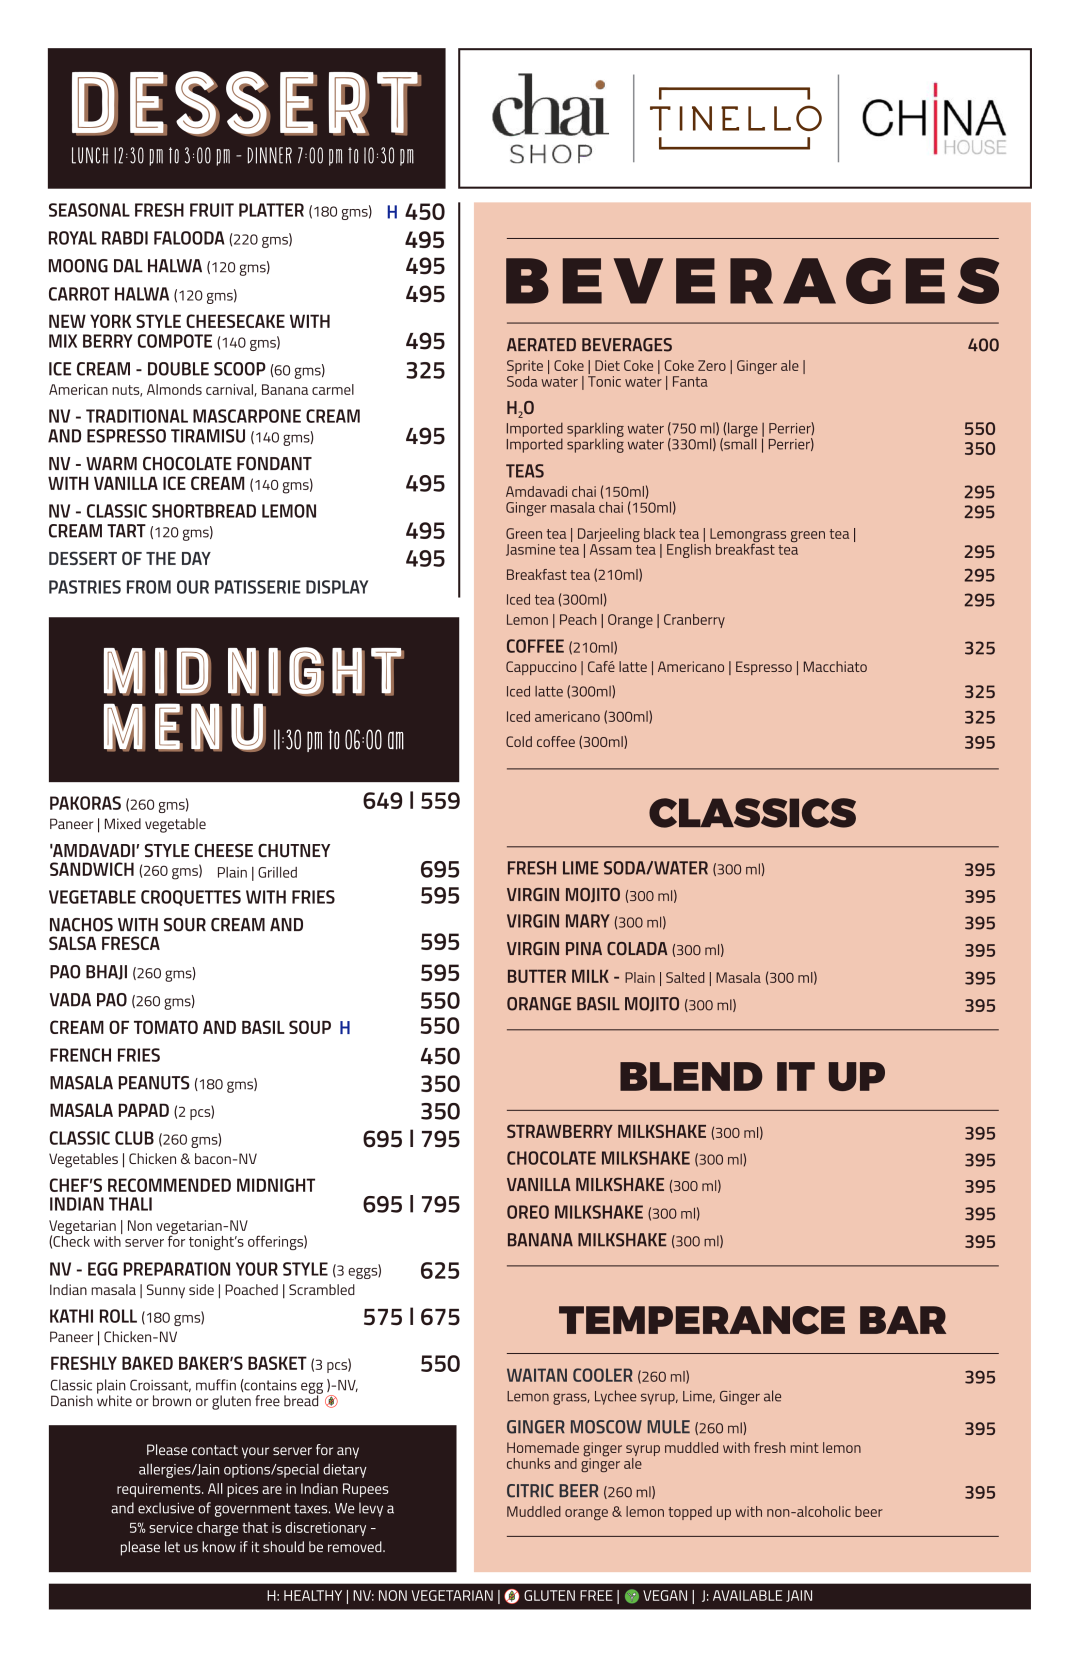 DESSERT
LUNCH 12:30 pm to 3:00 pm - DINNER 7:00 pm to 10:30 pm
chai
SHOP
TINELLO
CHINA
HOUSE
SEASONAL FRESH FRUIT PLATTER (180 gms) H 450
ROYAL RABDI FALOODA (220 gms) 495
MOONG DAL HALWA (120 gms) 495
CARROT HALWA (120 gms) 495
NEW YORK STYLE CHEESECAKE WITH
MIX BERRY COMPOTE (140 gms) 495
ICE CREAM - DOUBLE SCOOP (60 gms) 325
American nuts, Almonds carnival, Banana carmel
NV - TRADITIONAL MASCARPONE CREAM
AND ESPRESSO TIRAMISU (140 gms) 495
NV - WARM CHOCOLATE FONDANT
WITH VANILLA ICE CREAM (140 gms) 495
NV - CLASSIC SHORTBREAD LEMON
CREAM TART (120 gms) 495
DESSERT OF THE DAY 495
PASTRIES FROM OUR PATISSERIE DISPLAY
MID NIGHT
MENU 11:30 pm to 06:00 am
PAKORAS (260 gms) 649 | 559
Paneer | Mixed vegetable
'AMDAVADI’ STYLE CHEESE CHUTNEY
SANDWICH (260 gms) Plain | Grilled 695
VEGETABLE CROQUETTES WITH FRIES 595
NACHOS WITH SOUR CREAM AND
SALSA FRESCA 595
PAO BHAJI (260 gms) 595
VADA PAO (260 gms) 550
CREAM OF TOMATO AND BASIL SOUP H 550
FRENCH FRIES 450
MASALA PEANUTS (180 gms) 350
MASALA PAPAD (2 pcs) 350
CLASSIC CLUB (260 gms) 695 | 795
Vegetables | Chicken & bacon-NV
CHEF’S RECOMMENDED MIDNIGHT
INDIAN THALI 695 | 795
Vegetarian | Non vegetarian-NV
(Check with server for tonight’s offerings)
NV - EGG PREPARATION YOUR STYLE (3 eggs) 625
Indian masala | Sunny side | Poached | Scrambled
KATHI ROLL (180 gms) 575 | 675
Paneer | Chicken-NV
FRESHLY BAKED BAKER’S BASKET (3 pcs) 550
Classic plain Croissant, muffin (contains egg )-NV,
Danish white or brown or gluten free bread
Please contact your server for any
allergies/Jain options/special dietary
requirements. All pices are in Indian Rupees
and exclusive of government taxes. We levy a
5% service charge that is discretionary -
please let us know if it should be removed.
BEVERAGES
AERATED BEVERAGES 400
Sprite | Coke | Diet Coke | Coke Zero | Ginger ale |
Soda water | Tonic water | Fanta
H₂O
Imported sparkling water (750 ml) (large | Perrier) 550
Imported sparkling water (330ml) (small | Perrier) 350
TEAS
Amdavadi chai (150ml) 295
Ginger masala chai (150ml) 295
Green tea | Darjeeling black tea | Lemongrass green tea |
Jasmine tea | Assam tea | English breakfast tea 295
Breakfast tea (210ml) 295
Iced tea (300ml) 295
Lemon | Peach | Orange | Cranberry
COFFEE (210ml) 325
Cappuccino | Café latte | Americano | Espresso | Macchiato
Iced latte (300ml) 325
Iced americano (300ml) 325
Cold coffee (300ml) 395
CLASSICS
FRESH LIME SODA/WATER (300 ml) 395
VIRGIN MOJITO (300 ml) 395
VIRGIN MARY (300 ml) 395
VIRGIN PINA COLADA (300 ml) 395
BUTTER MILK - Plain | Salted | Masala (300 ml) 395
ORANGE BASIL MOJITO (300 ml) 395
BLEND IT UP
STRAWBERRY MILKSHAKE (300 ml) 395
CHOCOLATE MILKSHAKE (300 ml) 395
VANILLA MILKSHAKE (300 ml) 395
OREO MILKSHAKE (300 ml) 395
BANANA MILKSHAKE (300 ml) 395
TEMPERANCE BAR
WAITAN COOLER (260 ml) 395
Lemon grass, Lychee syrup, Lime, Ginger ale
GINGER MOSCOW MULE (260 ml) 395
Homemade ginger syrup muddled with fresh mint lemon
chunks and ginger ale
CITRIC BEER (260 ml) 395
Muddled orange & lemon topped up with non-alcoholic beer
H: HEALTHY | NV: NON VEGETARIAN | GLUTEN FREE | VEGAN | J: AVAILABLE JAIN